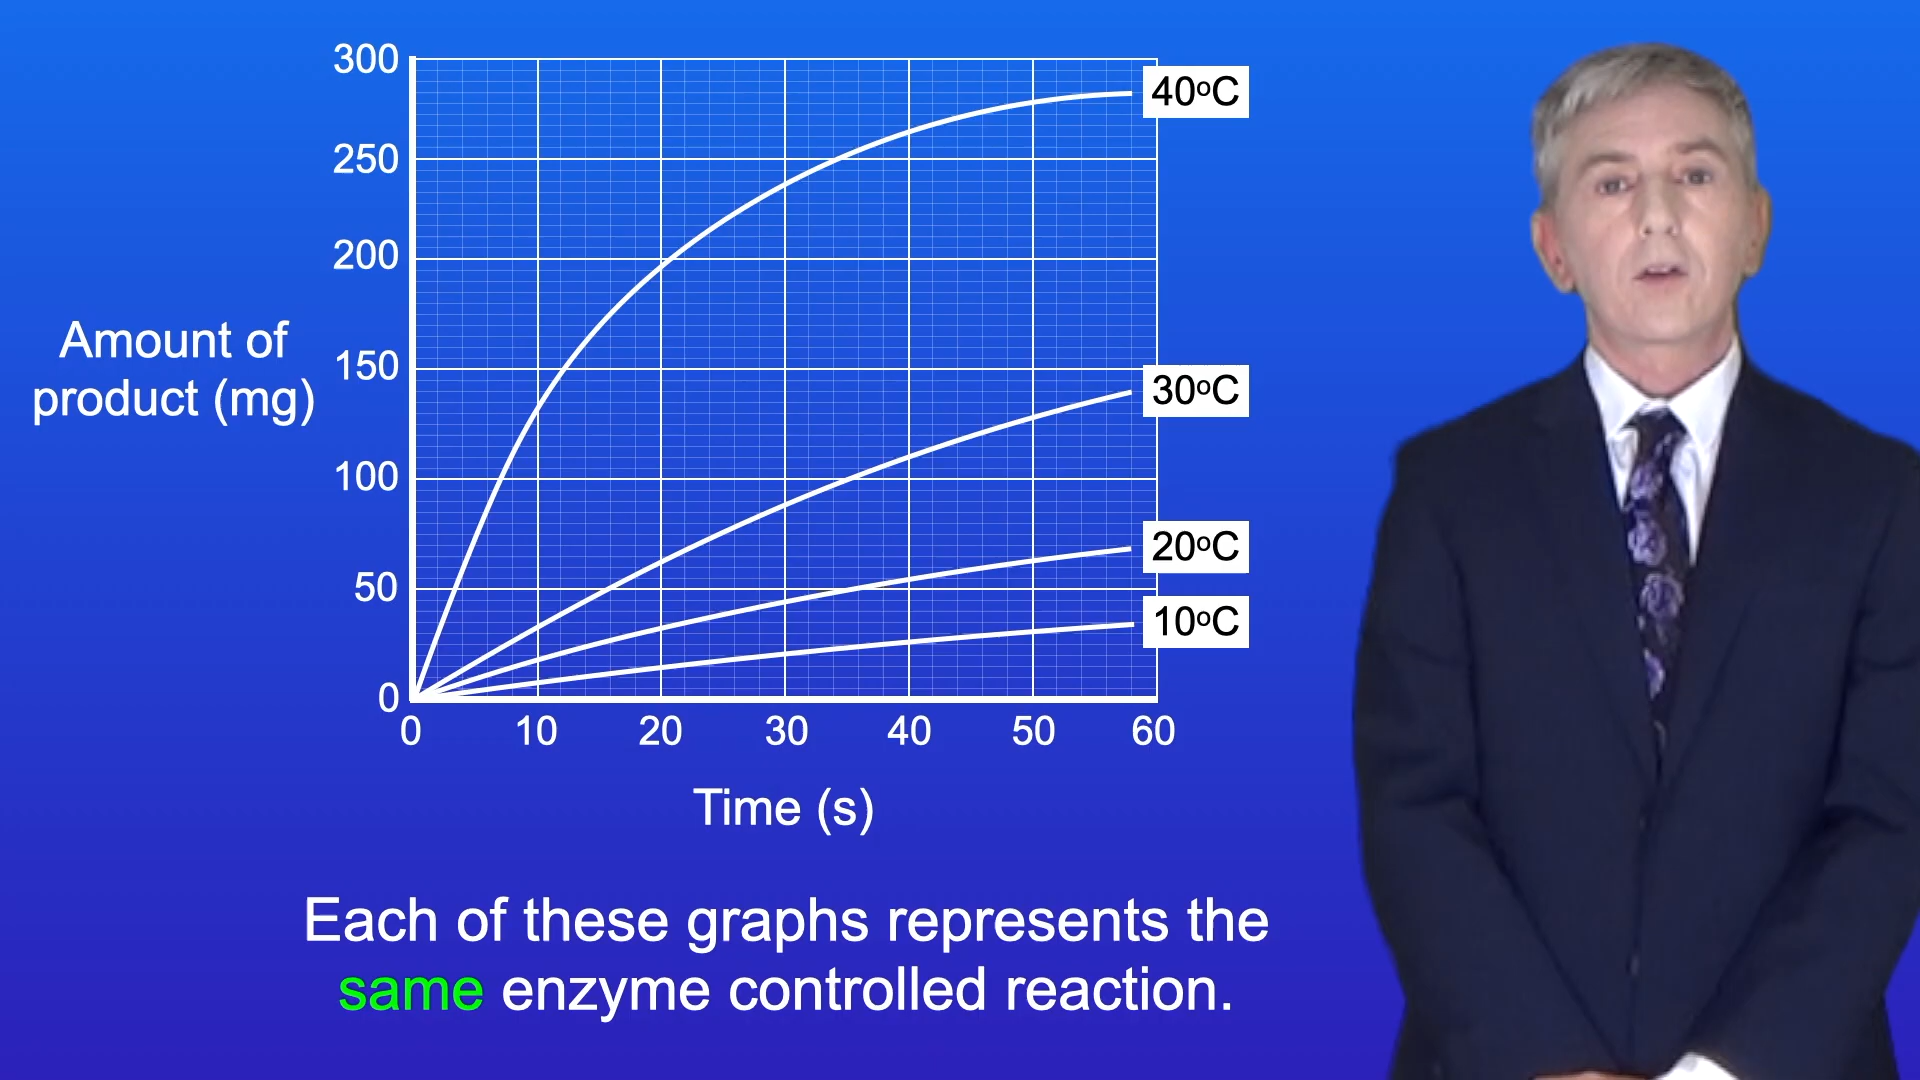 300
40ºC
250
200
Amount of
product (mg)
150
30ºC
100
20ºC
50
10ºC
0
0 10 20 30 40 50 60
Time (s)
Each of these graphs represents the
same enzyme controlled reaction.